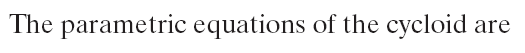 The parametric equations of the cycloid are